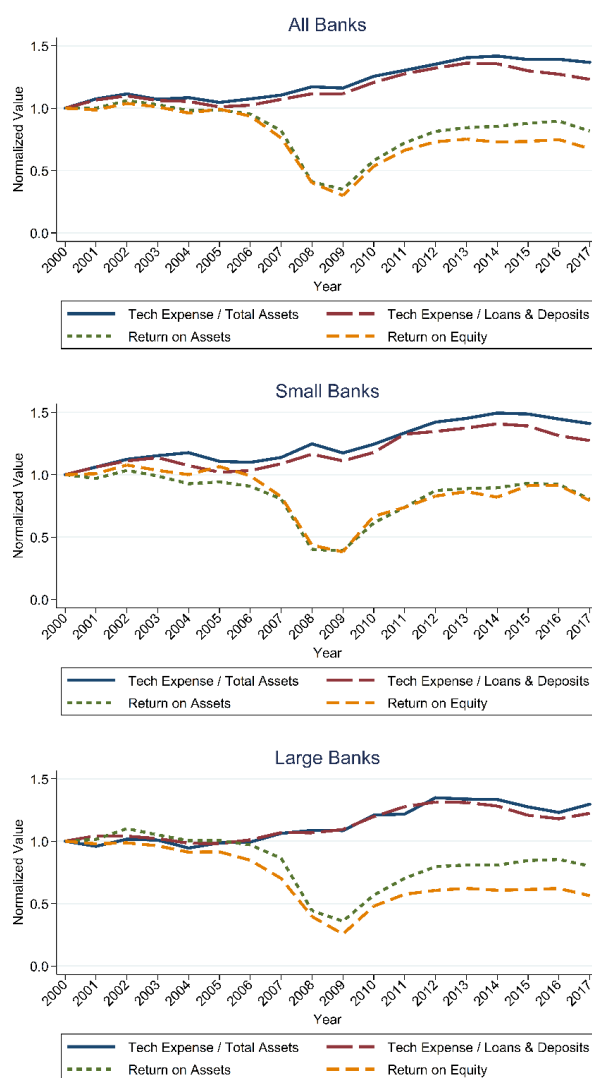 All Banks
Normalized Value
1.5
1.0
0.5
0.0
2000 2001 2002 2003 2004 2005 2006 2007 2008 2009 2010 2011 2012 2013 2014 2015 2016 2017
Year
Tech Expense / Total Assets Tech Expense / Loans & Deposits
Return on Assets Return on Equity
Small Banks
Normalized Value
1.5
1.0
0.5
0.0
2000 2001 2002 2003 2004 2005 2006 2007 2008 2009 2010 2011 2012 2013 2014 2015 2016 2017
Year
Tech Expense / Total Assets Tech Expense / Loans & Deposits
Return on Assets Return on Equity
Large Banks
Normalized Value
1.5
1.0
0.5
0.0
2000 2001 2002 2003 2004 2005 2006 2007 2008 2009 2010 2011 2012 2013 2014 2015 2016 2017
Year
Tech Expense / Total Assets Tech Expense / Loans & Deposits
Return on Assets Return on Equity